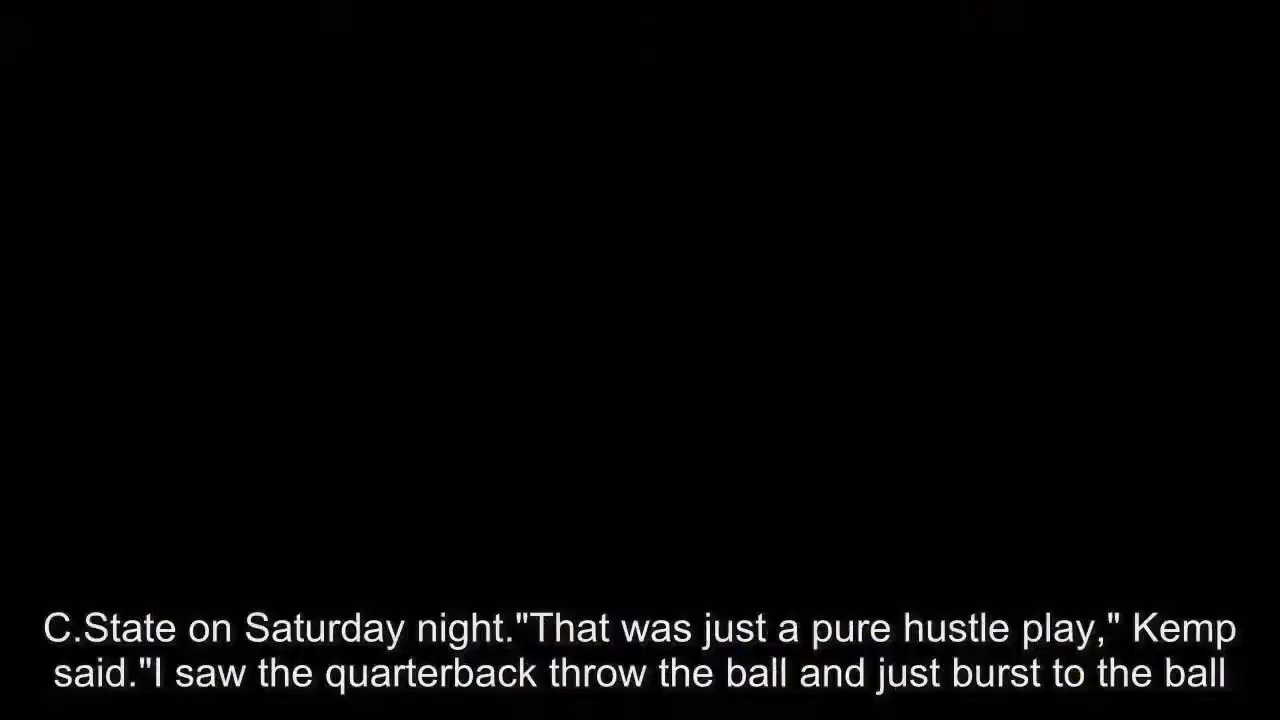 C.State on Saturday night."That was just a pure hustle play," Kemp
said."I saw the quarterback throw the ball and just burst to the ball